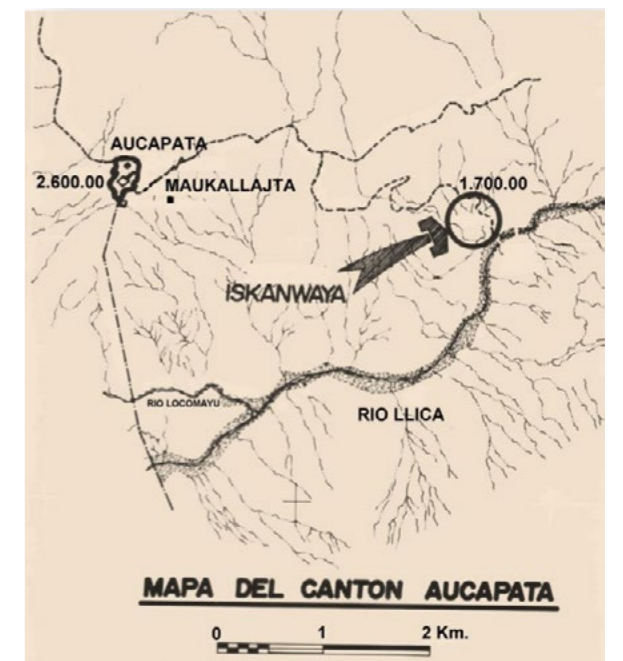 AUCAPATA
2.600.00
MAUKALLAJTA
1.700.00
ISKANWAYA
RIO LOCOMAYU
RIO LLICA
MAPA DEL CANTON AUCAPATA
0 1 2 Km.